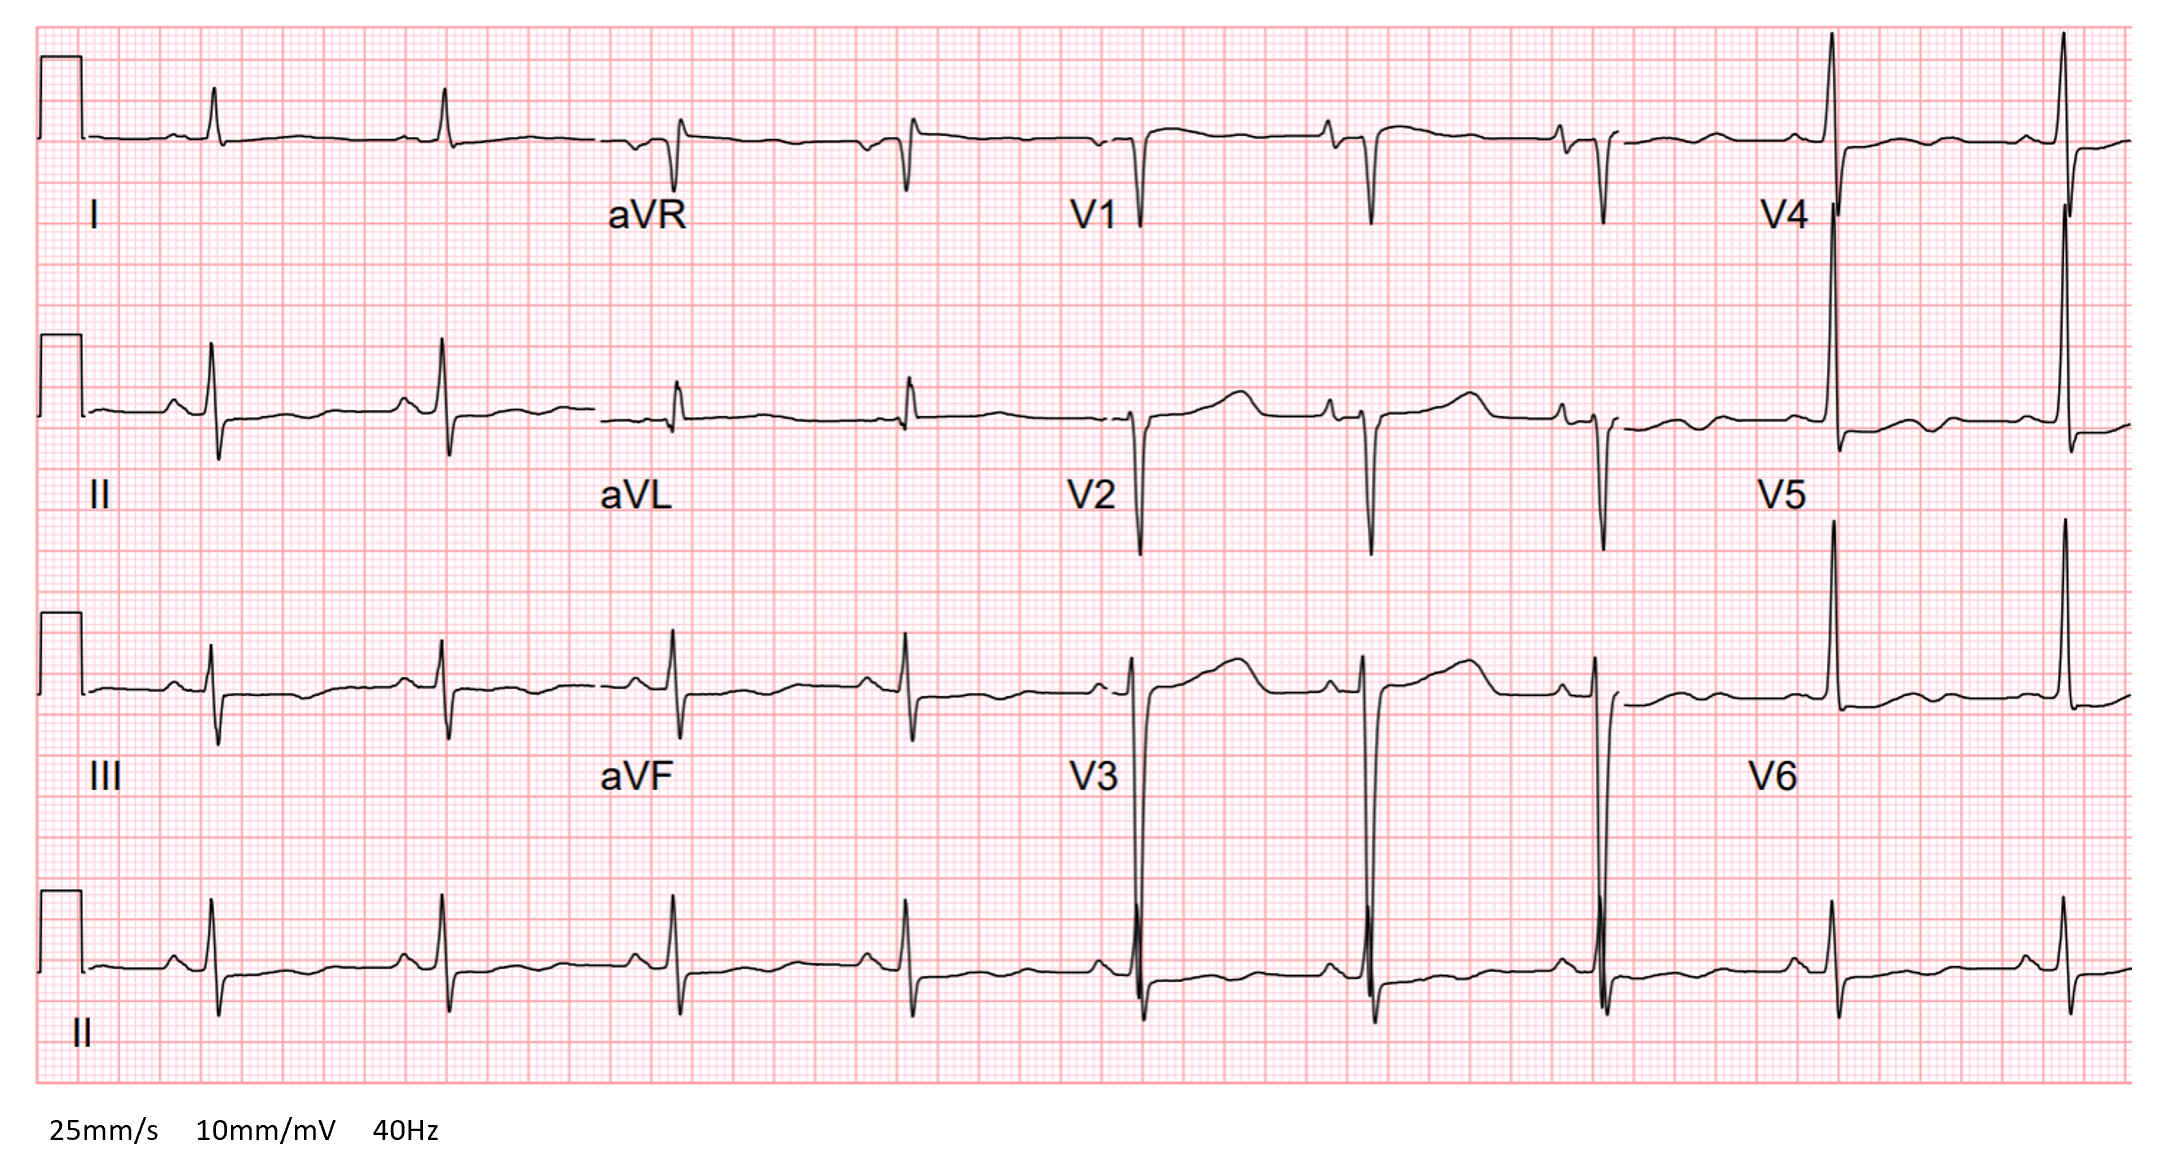 I aVR V1 V4
II aVL V2 V5
III aVF V3 V6
II
25mm/s 10mm/mV 40Hz